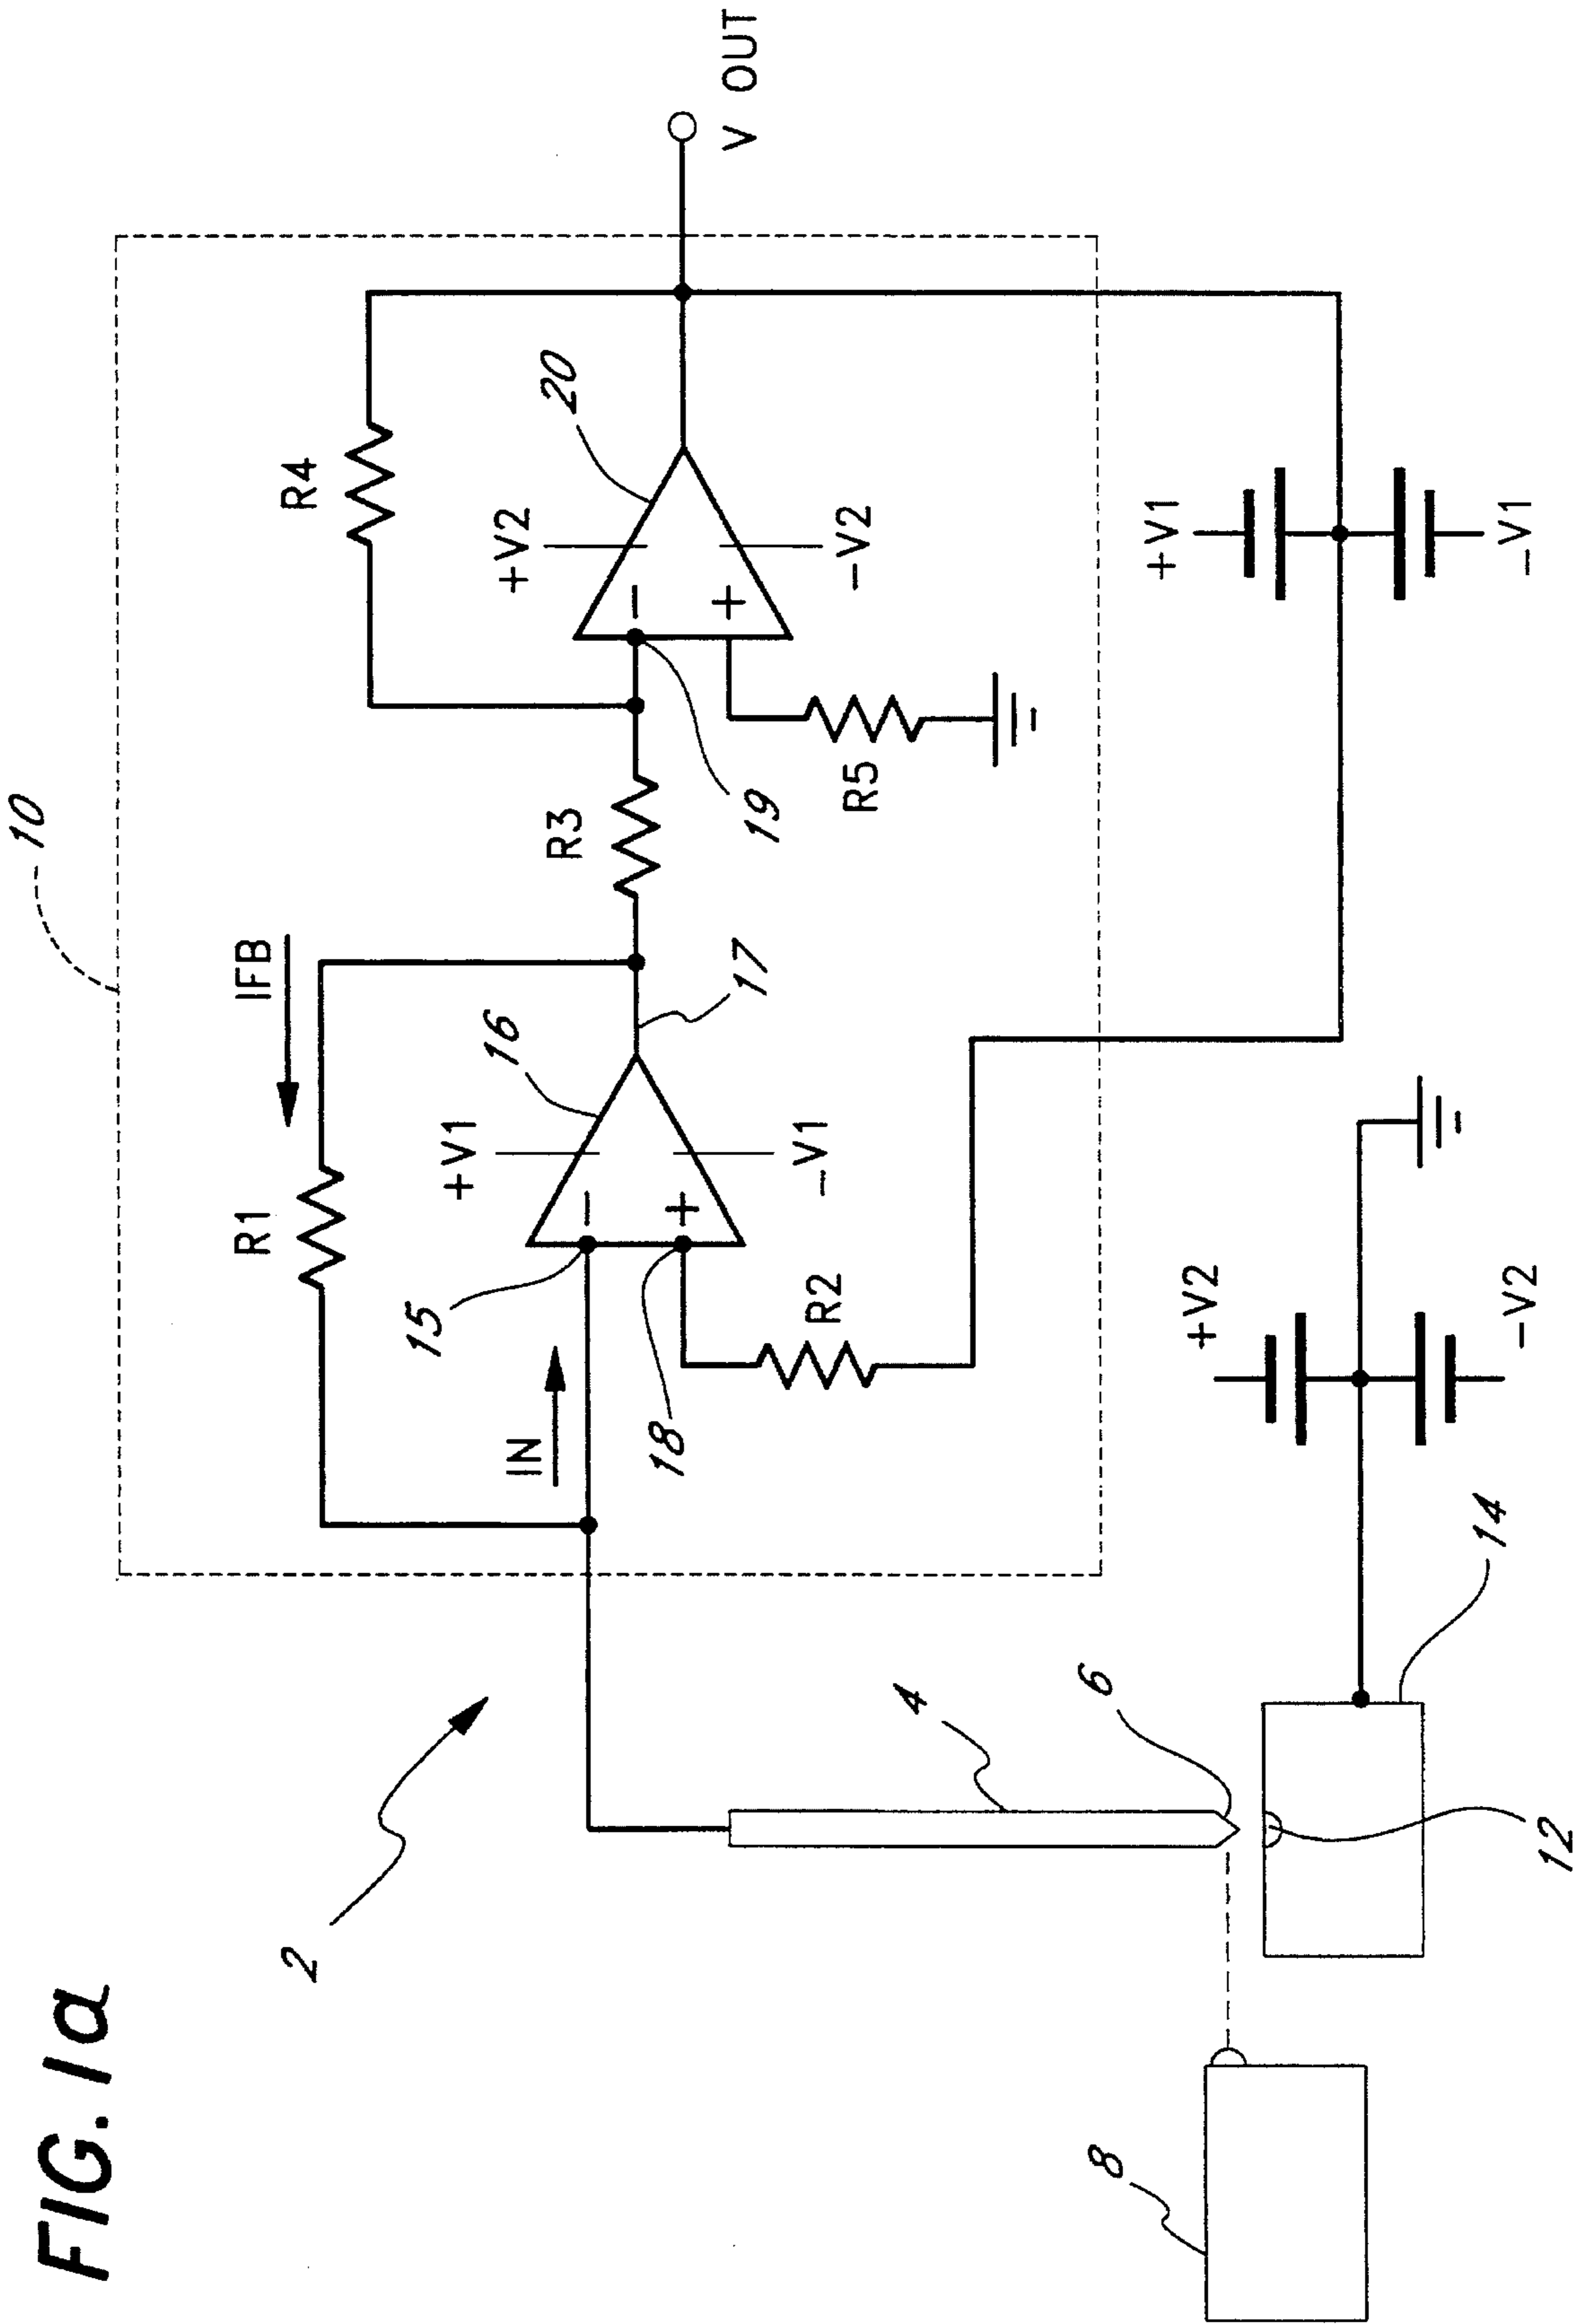 FIG. 1a
10
R4
IFB
R1
+V2
20
V OUT
R3
16
+V1
-V2
IN
15
19
17
R5
-V1
18
R2
2
+V1
-V1
4
6
+V2
-V2
14
8
12